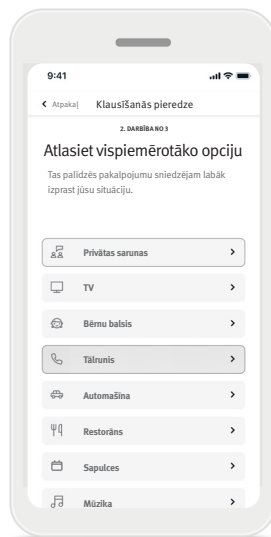 9:41
Atpakaļ Klausīšanās pieredze
2. DARBĪBA NO 3
Atlasiet vispiemērotāko opciju
Tas palīdzēs pakalpojumu sniedzējam labāk
izprast jūsu situāciju.
Privātas sarunas
TV
Bērnu balsis
Tālrunis
Automašīna
Restorāns
Sapulces
Mūzika